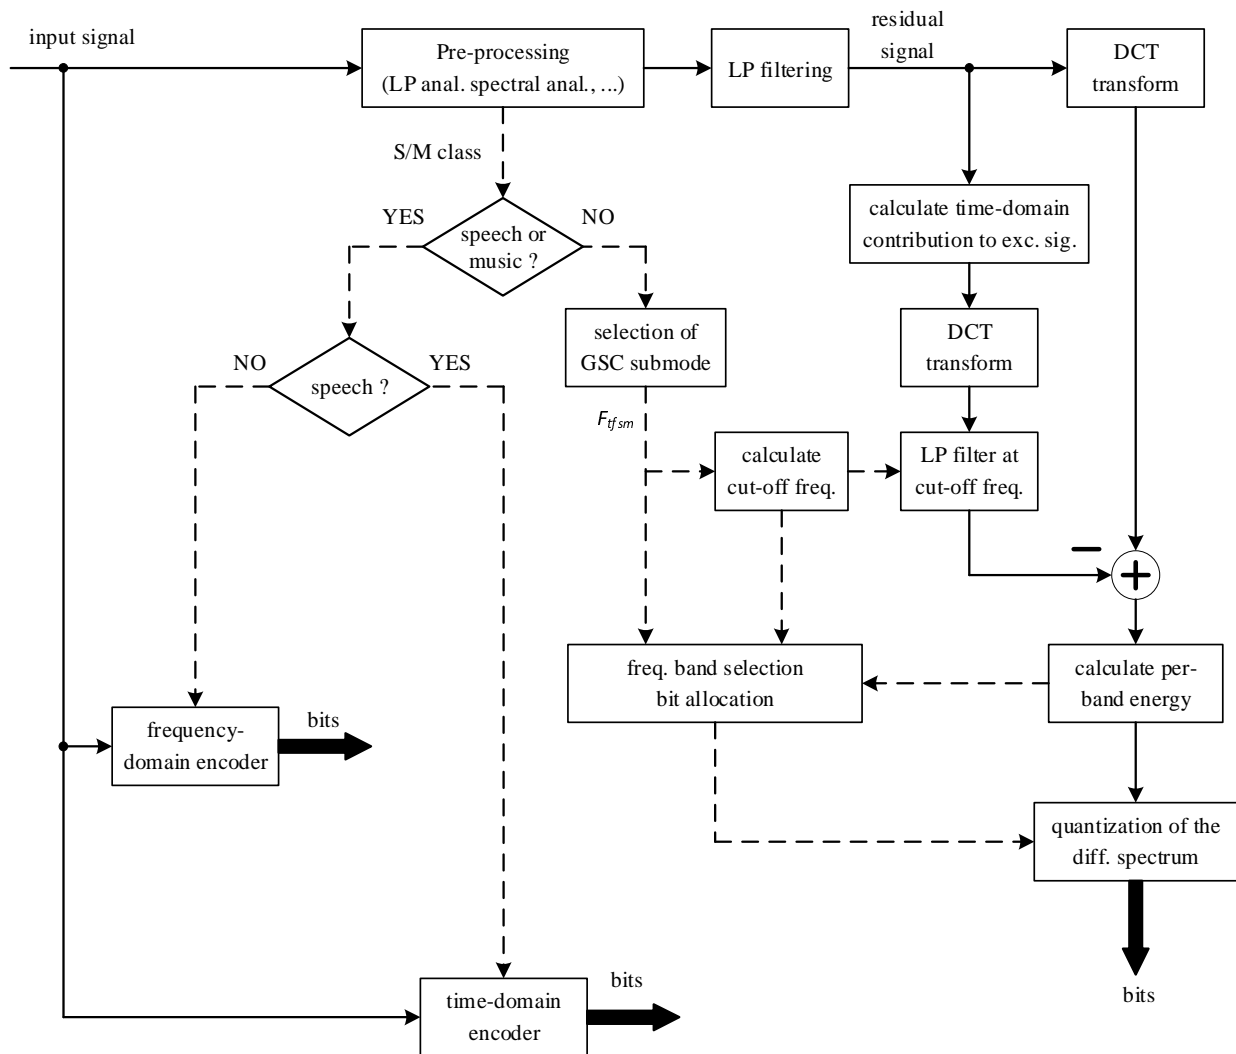 input signal
Pre-processing
(LP anal. spectral anal., ...)
LP filtering
residual
signal
DCT
transform
S/M class
YES
speech or
music ?
NO
calculate time-domain
contribution to exc. sig.
NO
speech ?
YES
selection of
GSC submode
DCT
transform
Ftfsm
calculate
cut-off freq.
LP filter at
cut-off freq.
−
+
freq. band selection
bit allocation
calculate per-
band energy
frequency-
domain encoder
bits
quantization of the
diff. spectrum
bits
time-domain
encoder
bits